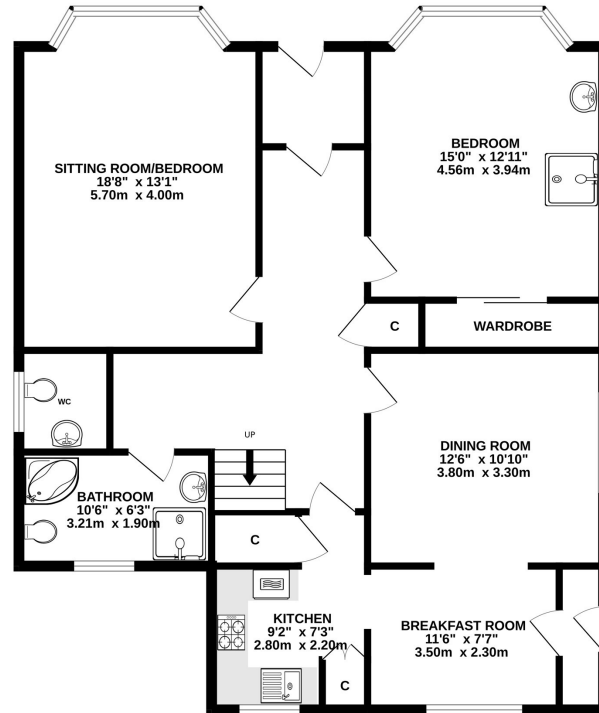 SITTING ROOM/BEDROOM
18'8" x 13'1"
5.70m x 4.00m
BEDROOM
15'0" x 12'11"
4.56m x 3.94m
C
WARDROBE
WC
UP
DINING ROOM
12'6" x 10'10"
3.80m x 3.30m
BATHROOM
10'6" x 6'3"
3.21m x 1.90m
C
KITCHEN
9'2" x 7'3"
2.80m x 2.20m
BREAKFAST ROOM
11'6" x 7'7"
3.50m x 2.30m
C